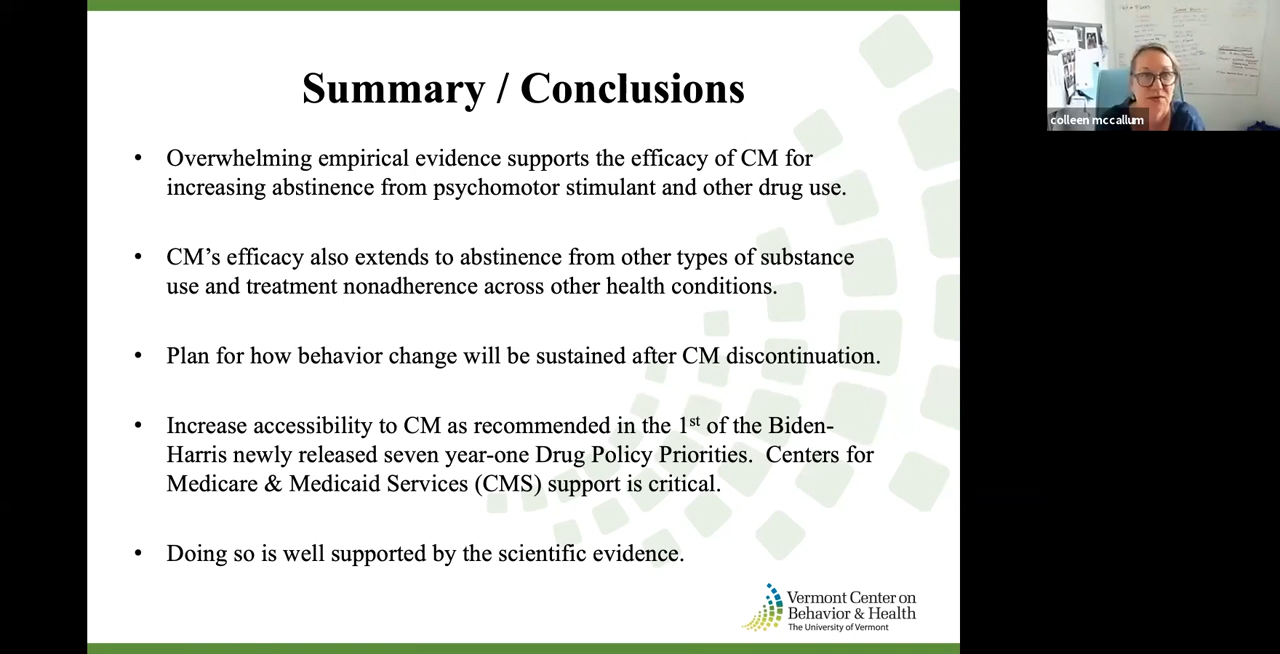 Summary / Conclusions
• Overwhelming empirical evidence supports the efficacy of CM for
increasing abstinence from psychomotor stimulant and other drug use.
• CM’s efficacy also extends to abstinence from other types of substance
use and treatment nonadherence across other health conditions.
• Plan for how behavior change will be sustained after CM discontinuation.
• Increase accessibility to CM as recommended in the 1st of the Biden-
Harris newly released seven year-one Drug Policy Priorities.  Centers for
Medicare & Medicaid Services (CMS) support is critical.
• Doing so is well supported by the scientific evidence.
Vermont Center on
Behavior & Health
The University of Vermont
colleen mccallum